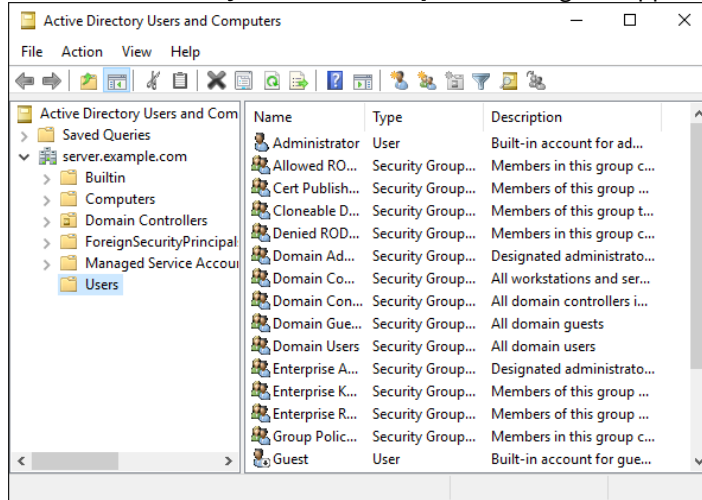 Active Directory Users and Computers
File Action View Help
Active Directory Users and Com
Saved Queries
server.example.com
Builtin
Computers
Domain Controllers
ForeignSecurityPrincipal
Managed Service Accou
Users
Name Type Description
Administrator User Built-in account for ad...
Allowed RO... Security Group... Members in this group c...
Cert Publish... Security Group... Members of this group ...
Cloneable D... Security Group... Members of this group t...
Denied ROD... Security Group... Members in this group c...
Domain Ad... Security Group... Designated administrato...
Domain Co... Security Group... All workstations and ser...
Domain Con... Security Group... All domain controllers i...
Domain Gue... Security Group... All domain guests
Domain Users Security Group... All domain users
Enterprise A... Security Group... Designated administrato...
Enterprise K... Security Group... Members of this group ...
Enterprise R... Security Group... Members of this group ...
Group Polic... Security Group... Members in this group c...
Guest User Built-in account for gue...